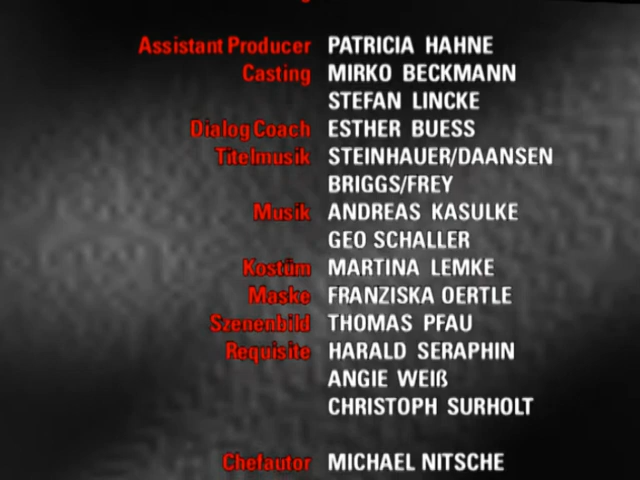 Assistant Producer PATRICIA HAHNE
Casting MIRKO BECKMANN
STEFAN LINCKE
Dialog Coach ESTHER BUESS
Titelmusik STEINHAUER/DAANSEN
BRIGGS/FREY
Musik ANDREAS KASULKE
GEO SCHALLER
Kostüm MARTINA LEMKE
Maske FRANZISKA OERTLE
Szenenbild THOMAS PFAU
Requisite HARALD SERAPHIN
ANGIE WEIß
CHRISTOPH SURHOLT
Chefautor MICHAEL NITSCHE